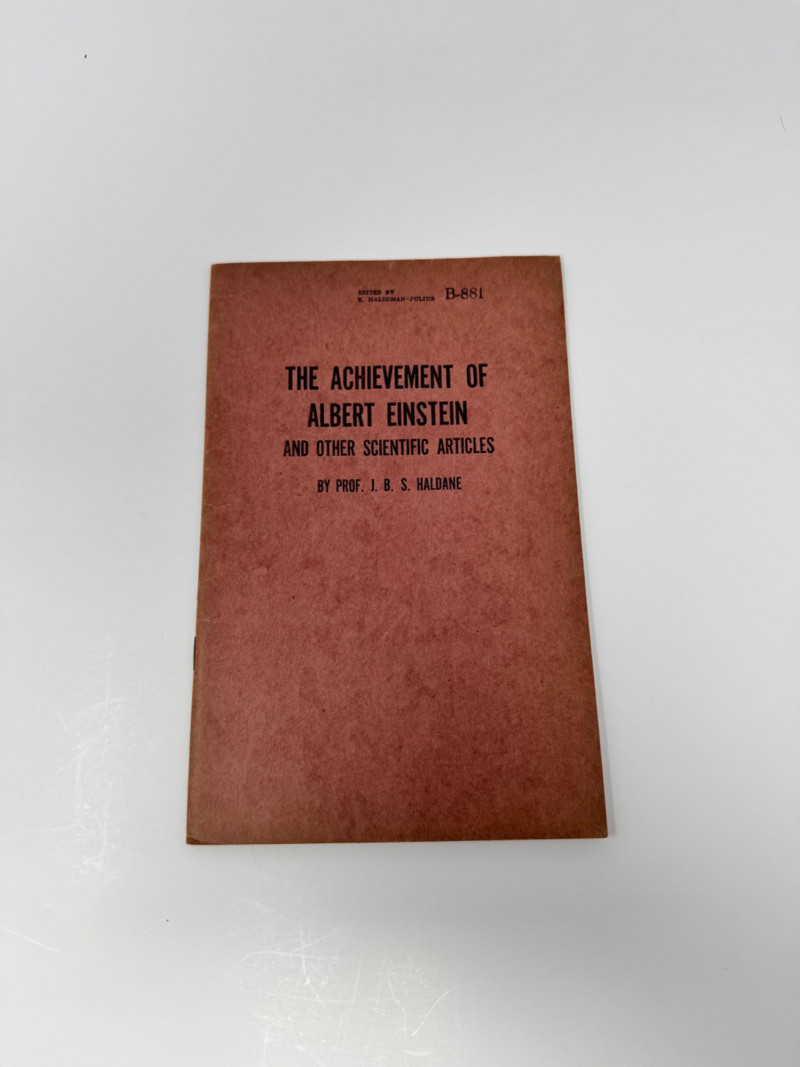 EDITED BY
E. HALDEMAN-JULIUS B-881
THE ACHIEVEMENT OF
ALBERT EINSTEIN
AND OTHER SCIENTIFIC ARTICLES
BY PROF. J. B. S. HALDANE